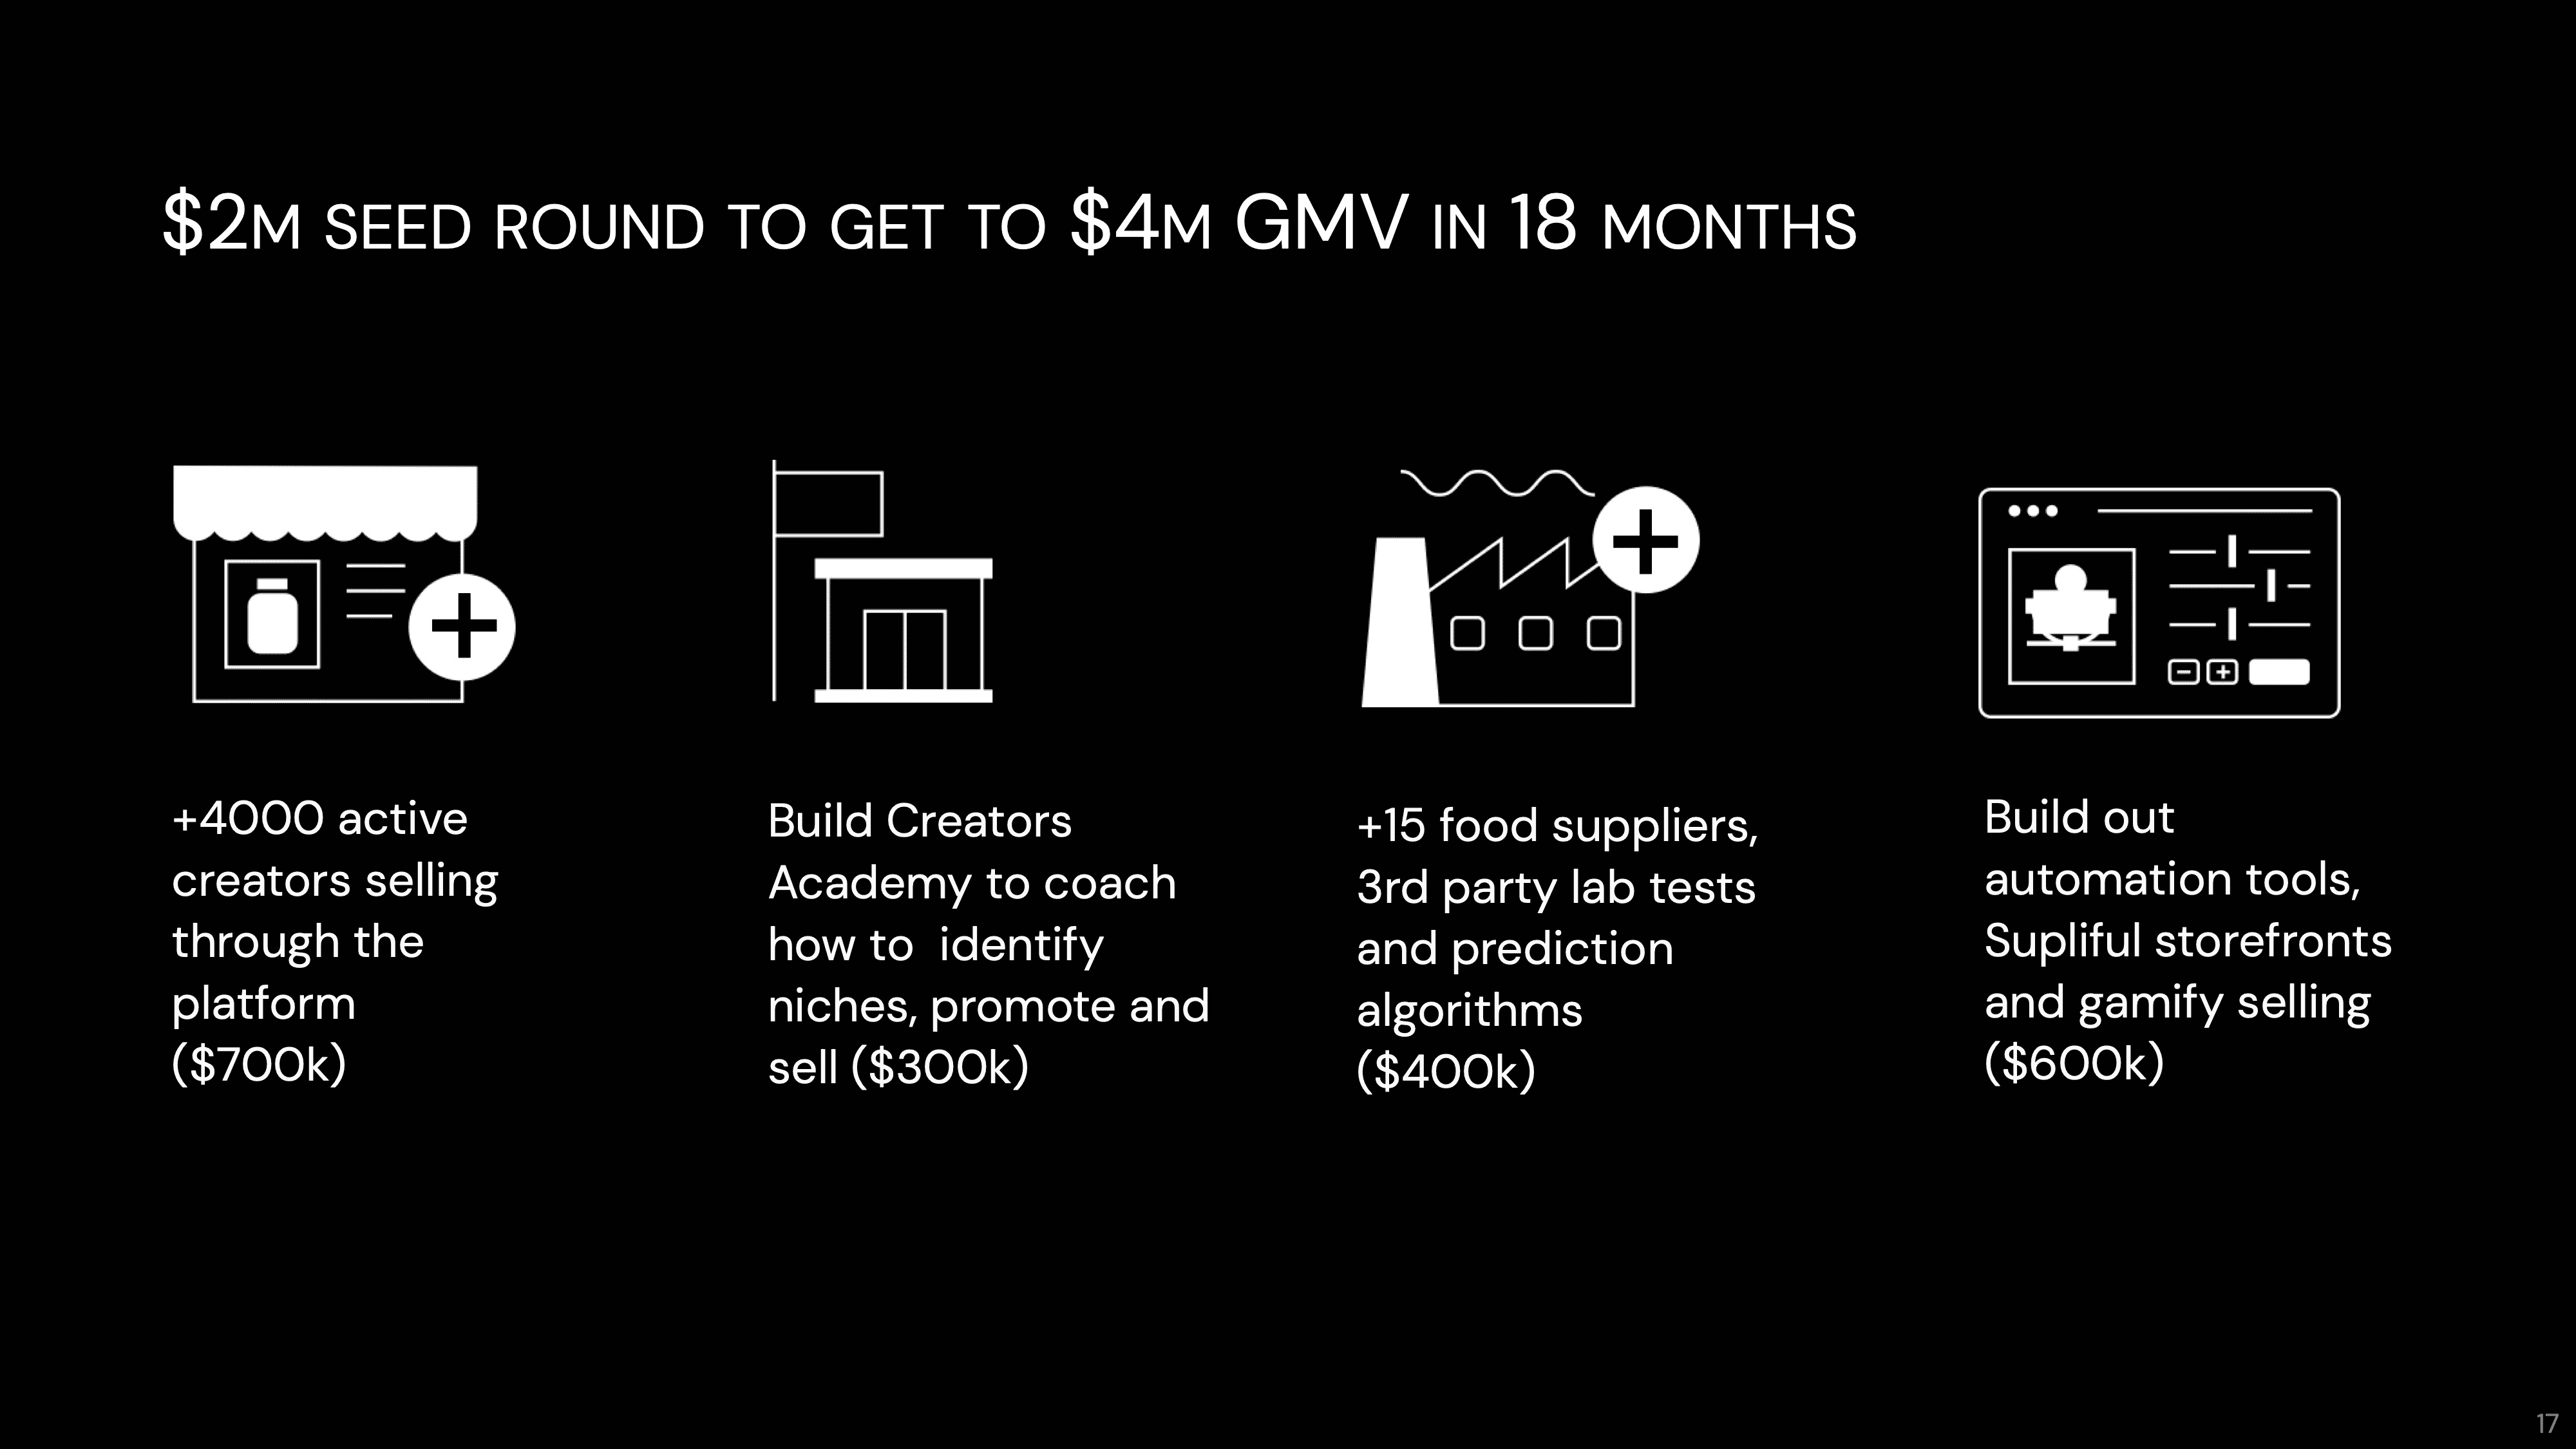 $2M SEED ROUND TO GET TO $4M GMV IN 18 MONTHS
+4000 active
creators selling
through the
platform
($700k)
Build Creators
Academy to coach
how to  identify
niches, promote and
sell ($300k)
+15 food suppliers,
3rd party lab tests
and prediction
algorithms
($400k)
Build out
automation tools,
Supliful storefronts
and gamify selling
($600k)
17